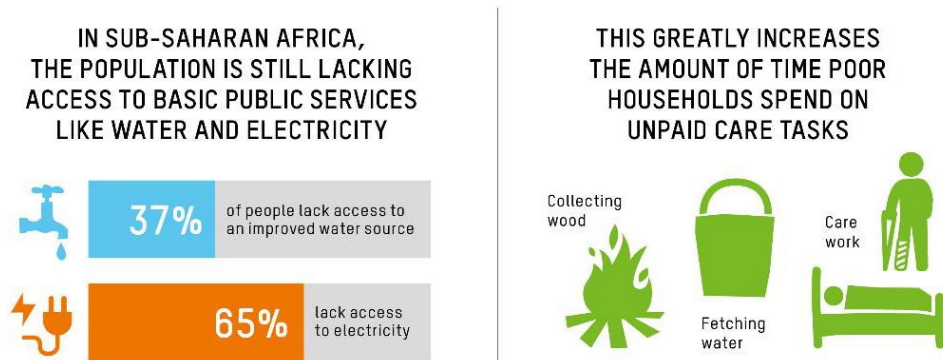 IN SUB-SAHARAN AFRICA,
THE POPULATION IS STILL LACKING
ACCESS TO BASIC PUBLIC SERVICES
LIKE WATER AND ELECTRICITY
37%
of people lack access to
an improved water source
65%
lack access
to electricity
THIS GREATLY INCREASES
THE AMOUNT OF TIME POOR
HOUSEHOLDS SPEND ON
UNPAID CARE TASKS
Collecting
wood
Fetching
water
Care
work